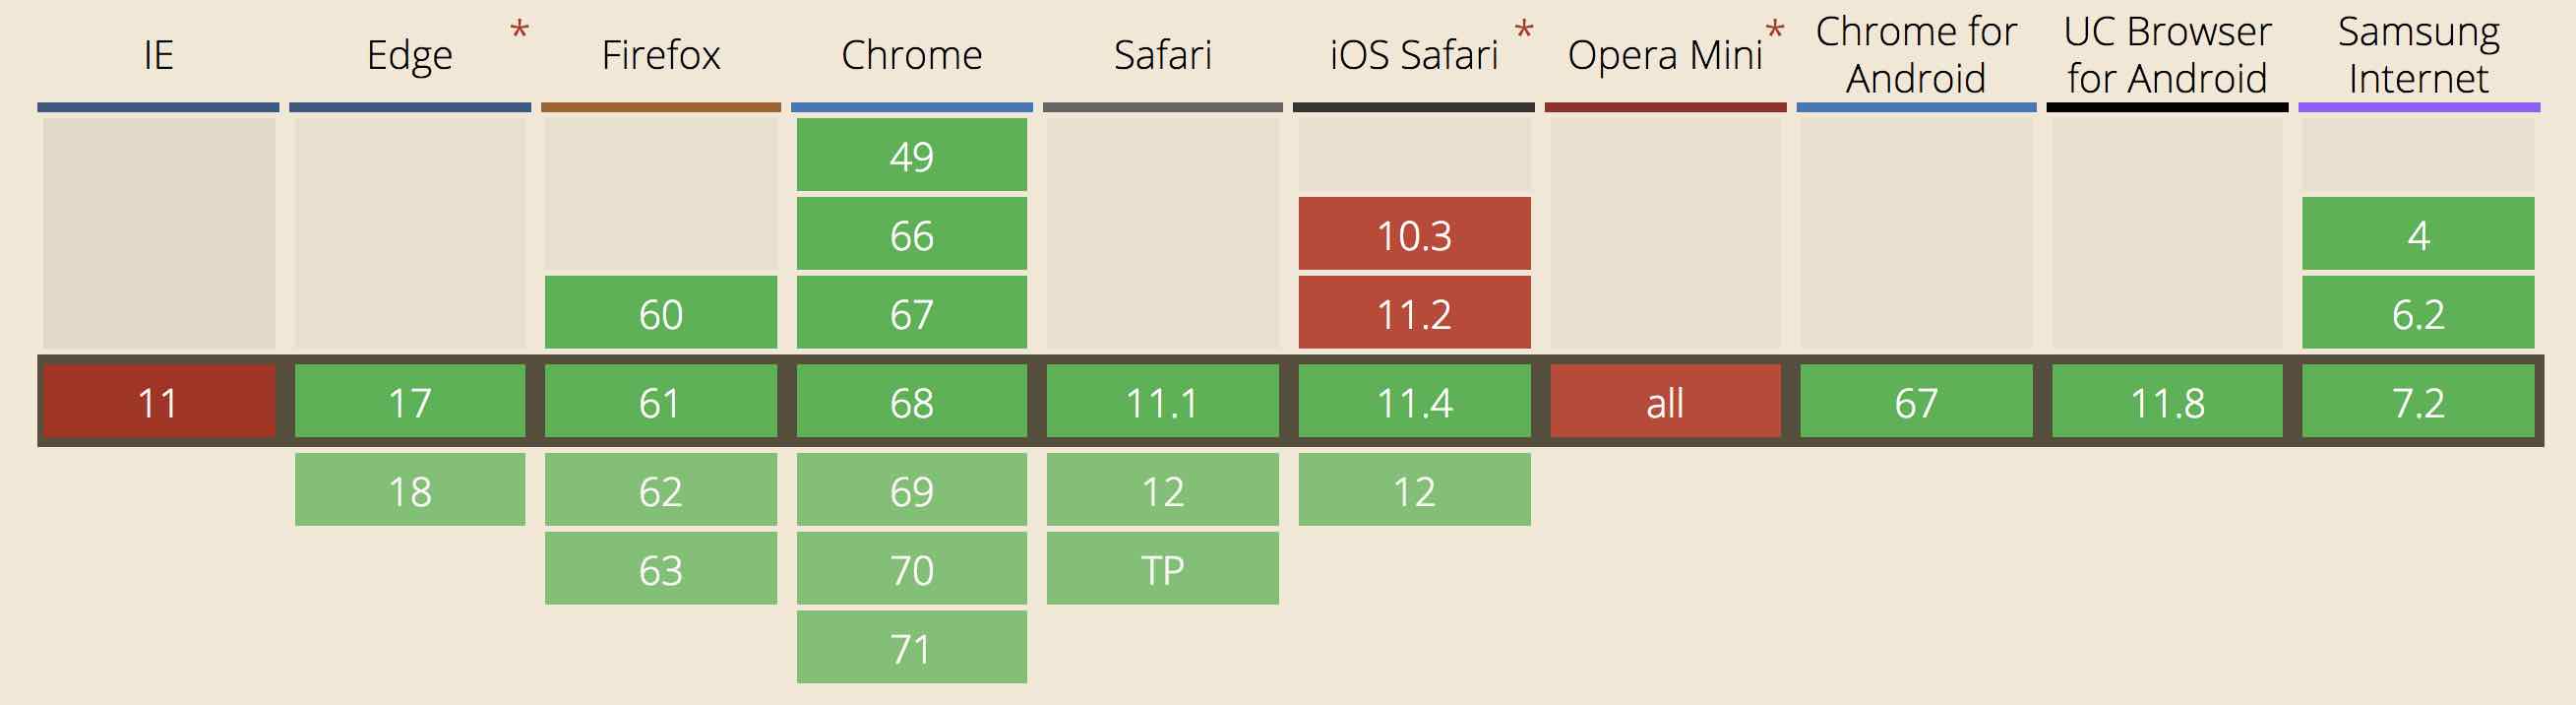 IE Edge * Firefox Chrome Safari iOS Safari * Opera Mini * Chrome for Android UC Browser for Android Samsung Internet
49
66 10.3 4
60 67 11.2 6.2
11 17 61 68 11.1 11.4 all 67 11.8 7.2
18 62 69 12 12
63 70 TP
71